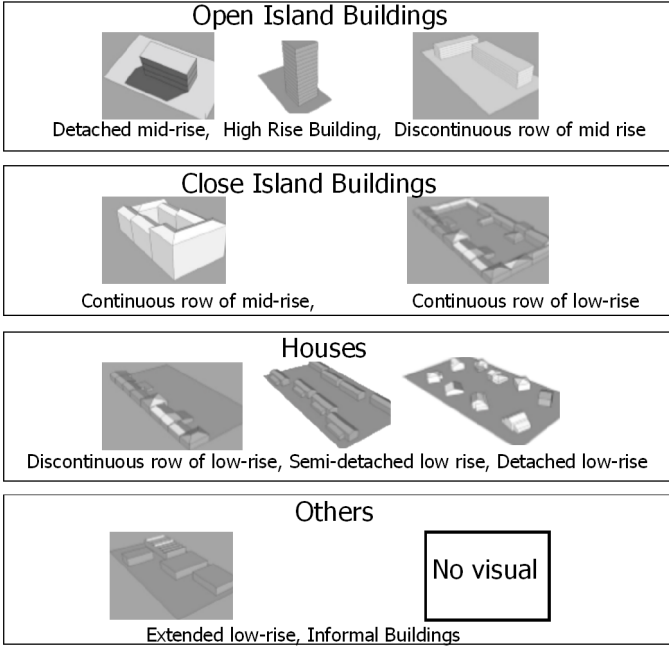 Open Island Buildings
Detached mid-rise, High Rise Building, Discontinuous row of mid rise
Close Island Buildings
Continuous row of mid-rise, Continuous row of low-rise
Houses
Discontinuous row of low-rise, Semi-detached low rise, Detached low-rise
Others
No visual
Extended low-rise, Informal Buildings